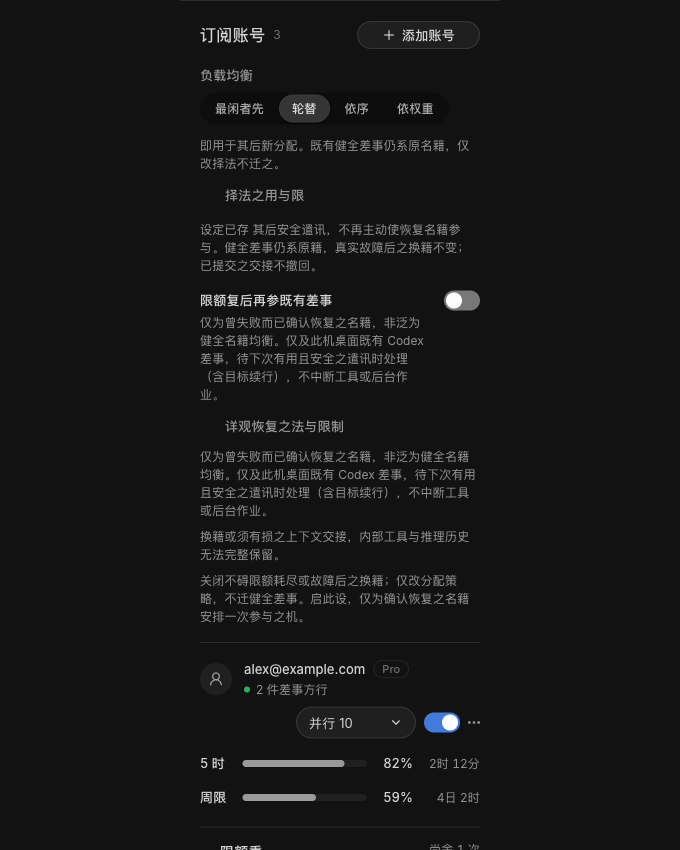 订阅账号 3
添加账号
负载均衡
最闲者先 轮替 依序 依权重
即用于其后新分配。既有健全差事仍系原名籍，仅
改择法不迁之。
择法之用与限
设定已存 其后安全遣讯，不再主动使恢复名籍参
与。健全差事仍系原籍，真实故障后之换籍不变；
已提交之交接不撤回。
限额复后再参既有差事
仅为曾失败而已确认恢复之名籍，非泛为
健全名籍均衡。仅及此机桌面既有 Codex
差事，待下次有用且安全之遣讯时处理
（含目标续行），不中断工具或后台作
业。
详观恢复之法与限制
仅为曾失败而已确认恢复之名籍，非泛为健全名籍
均衡。仅及此机桌面既有 Codex 差事，待下次有用
且安全之遣讯时处理（含目标续行），不中断工具
或后台作业。
换籍或须有损之上下文交接，内部工具与推理历史
无法完整保留。
关闭不碍限额耗尽或故障后之换籍；仅改分配策
略，不迁健全差事。启此设，仅为确认恢复之名籍
安排一次参与之机。
alex@example.com Pro
2 件差事方行
并行 10
5 时 82% 2时 12分
周限 59% 4日 2时